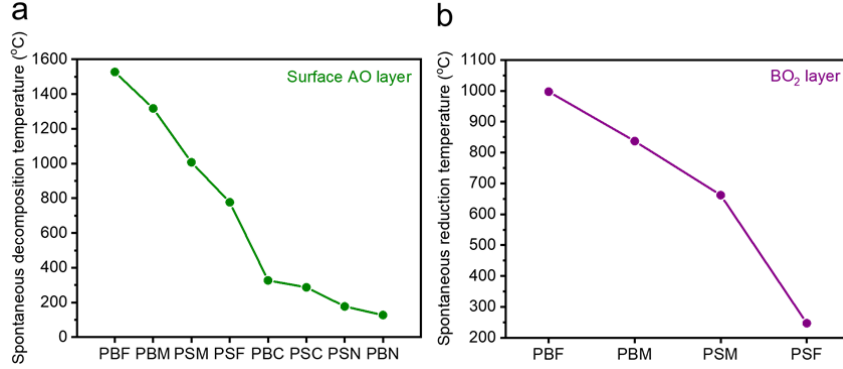 a
Spontaneous decomposition temperature (°C)
1600
1400
1200
1000
800
600
400
200
0
Surface AO layer
PBF PBM PSM PSF PBC PSC PSN PBN
b
Spontaneous reduction temperature (°C)
1100
1000
900
800
700
600
500
400
300
200
BO₂ layer
PBF PBM PSM PSF